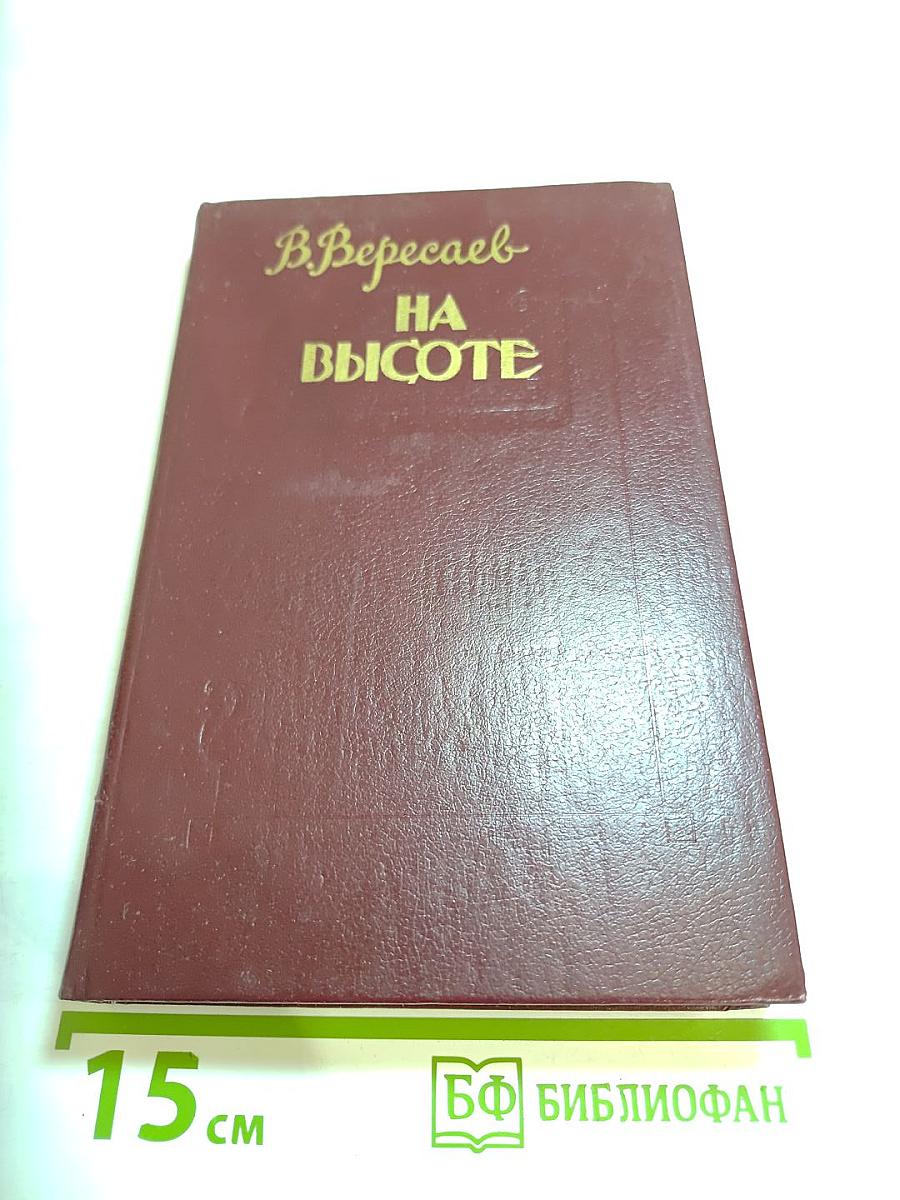 В. Вересаев
НА
ВЫСОТЕ
15 см
БФ БИБЛИОФАН